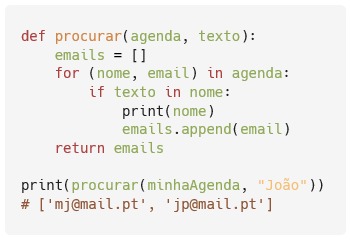 def procurar(agenda, texto):
    emails = []
    for (nome, email) in agenda:
        if texto in nome:
            print(nome)
            emails.append(email)
    return emails

print(procurar(minhaAgenda, "João"))
# ['mj@mail.pt', 'jp@mail.pt']